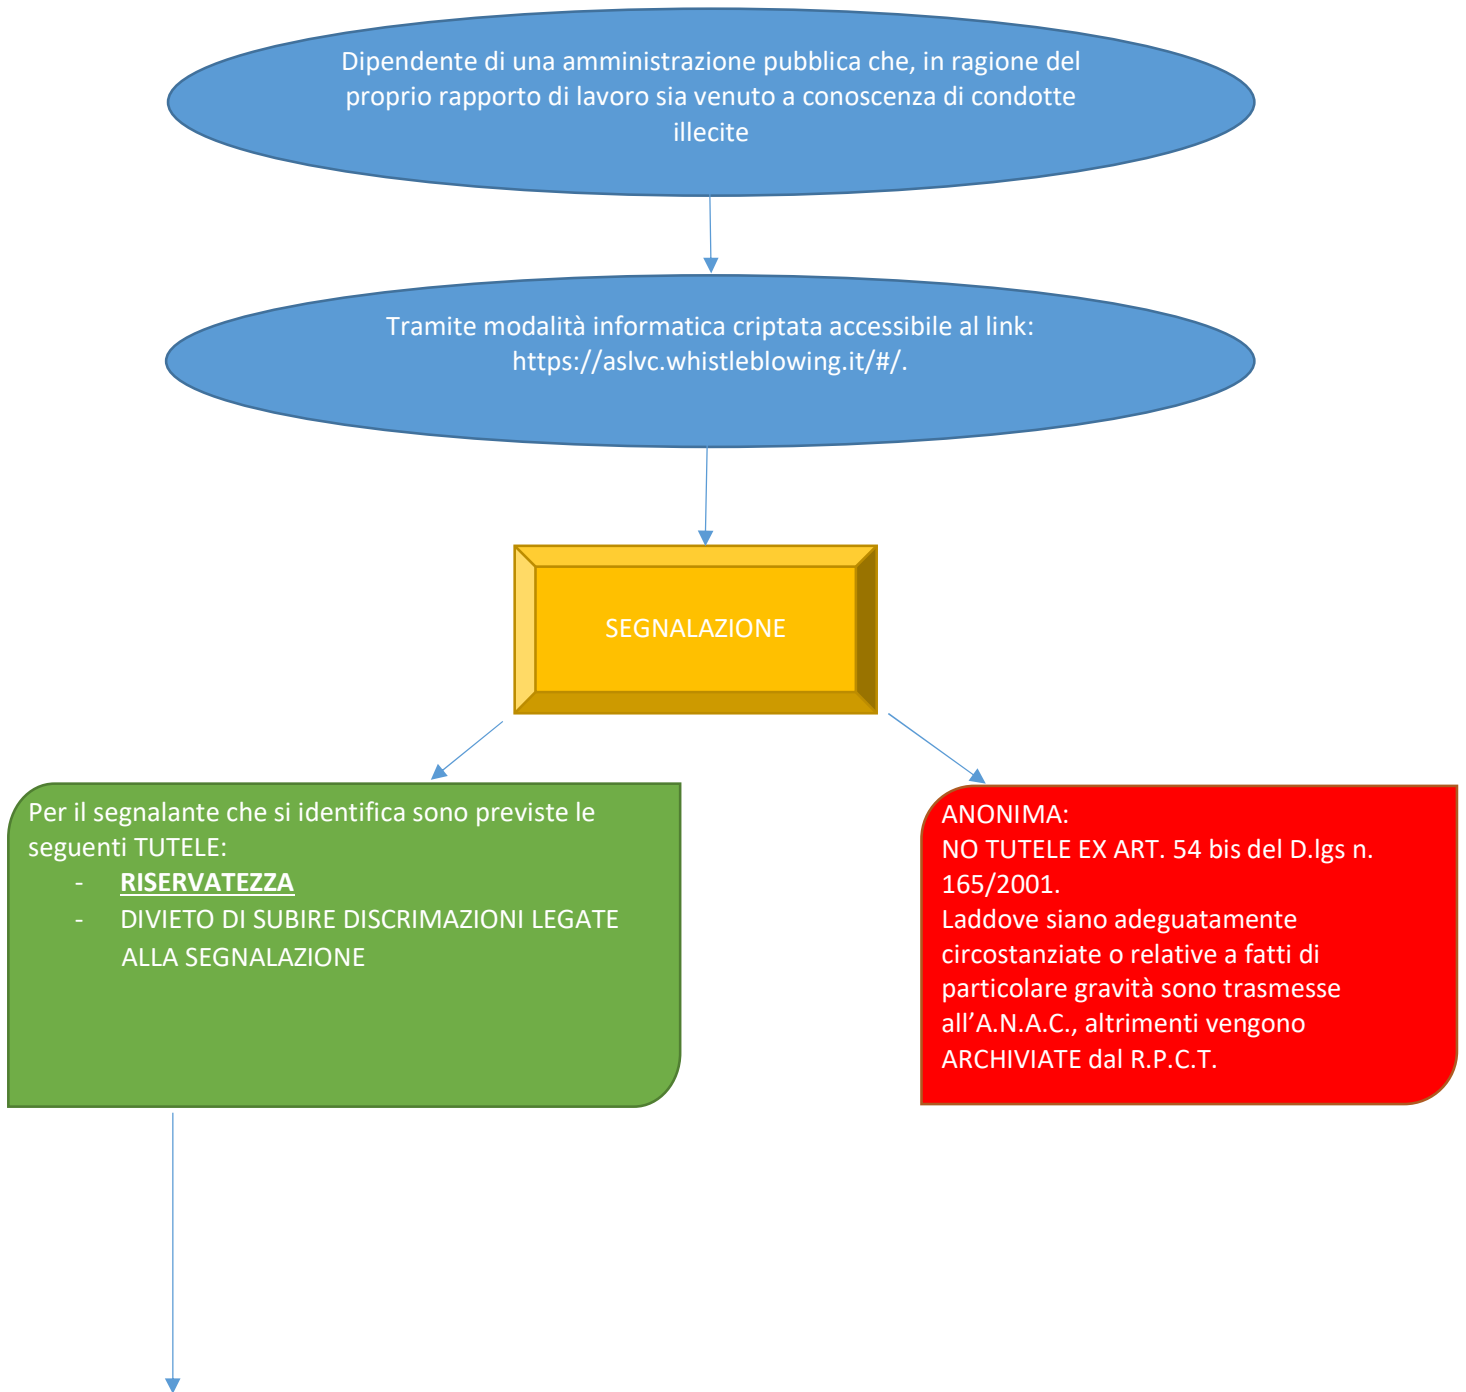 Dipendente di una amministrazione pubblica che, in ragione del
proprio rapporto di lavoro sia venuto a conoscenza di condotte
illecite
Tramite modalità informatica criptata accessibile al link:
https://aslvc.whistleblowing.it/#/.
SEGNALAZIONE
Per il segnalante che si identifica sono previste le
seguenti TUTELE:
- RISERVATEZZA
- DIVIETO DI SUBIRE DISCRIMAZIONI LEGATE
ALLA SEGNALAZIONE
ANONIMA:
NO TUTELE EX ART. 54 bis del D.lgs n.
165/2001.
Laddove siano adeguatamente
circostanziate o relative a fatti di
particolare gravità sono trasmesse
all’A.N.A.C., altrimenti vengono
ARCHIVIATE dal R.P.C.T.